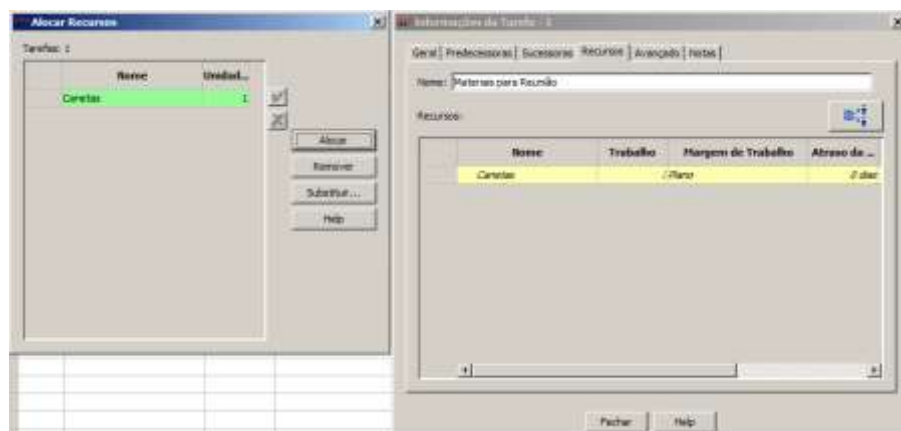 Alocar Recursos
Tarefas: 1
Nome Unidad...
Canetas 1
Alocar
Remover
Substituir...
Help
Informações da Tarefa - 1
Geral Predecessoras Sucessoras Recursos Avançado Notas
Nome: Materiais para Reunião
Recursos:
Nome Trabalho Margem de Trabalho Atraso da ...
Canetas Plano 0 dias
Fechar Help